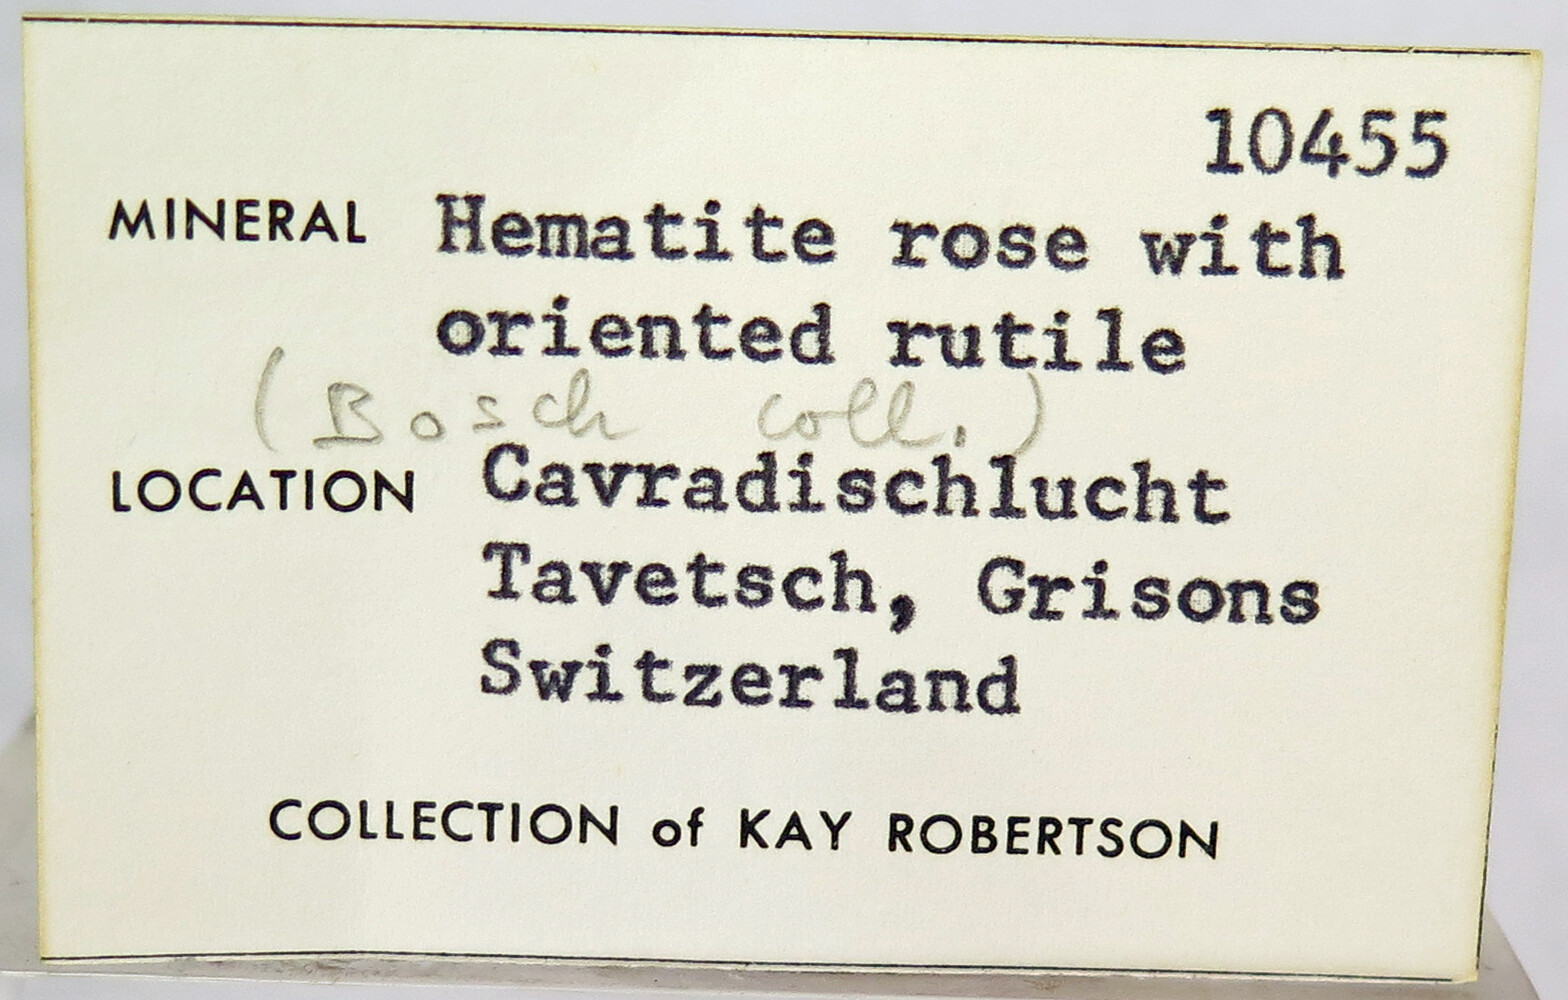 10455
MINERAL Hematite rose with
oriented rutile
(Bosch coll.)
LOCATION Cavradischlucht
Tavetsch, Grisons
Switzerland
COLLECTION of KAY ROBERTSON